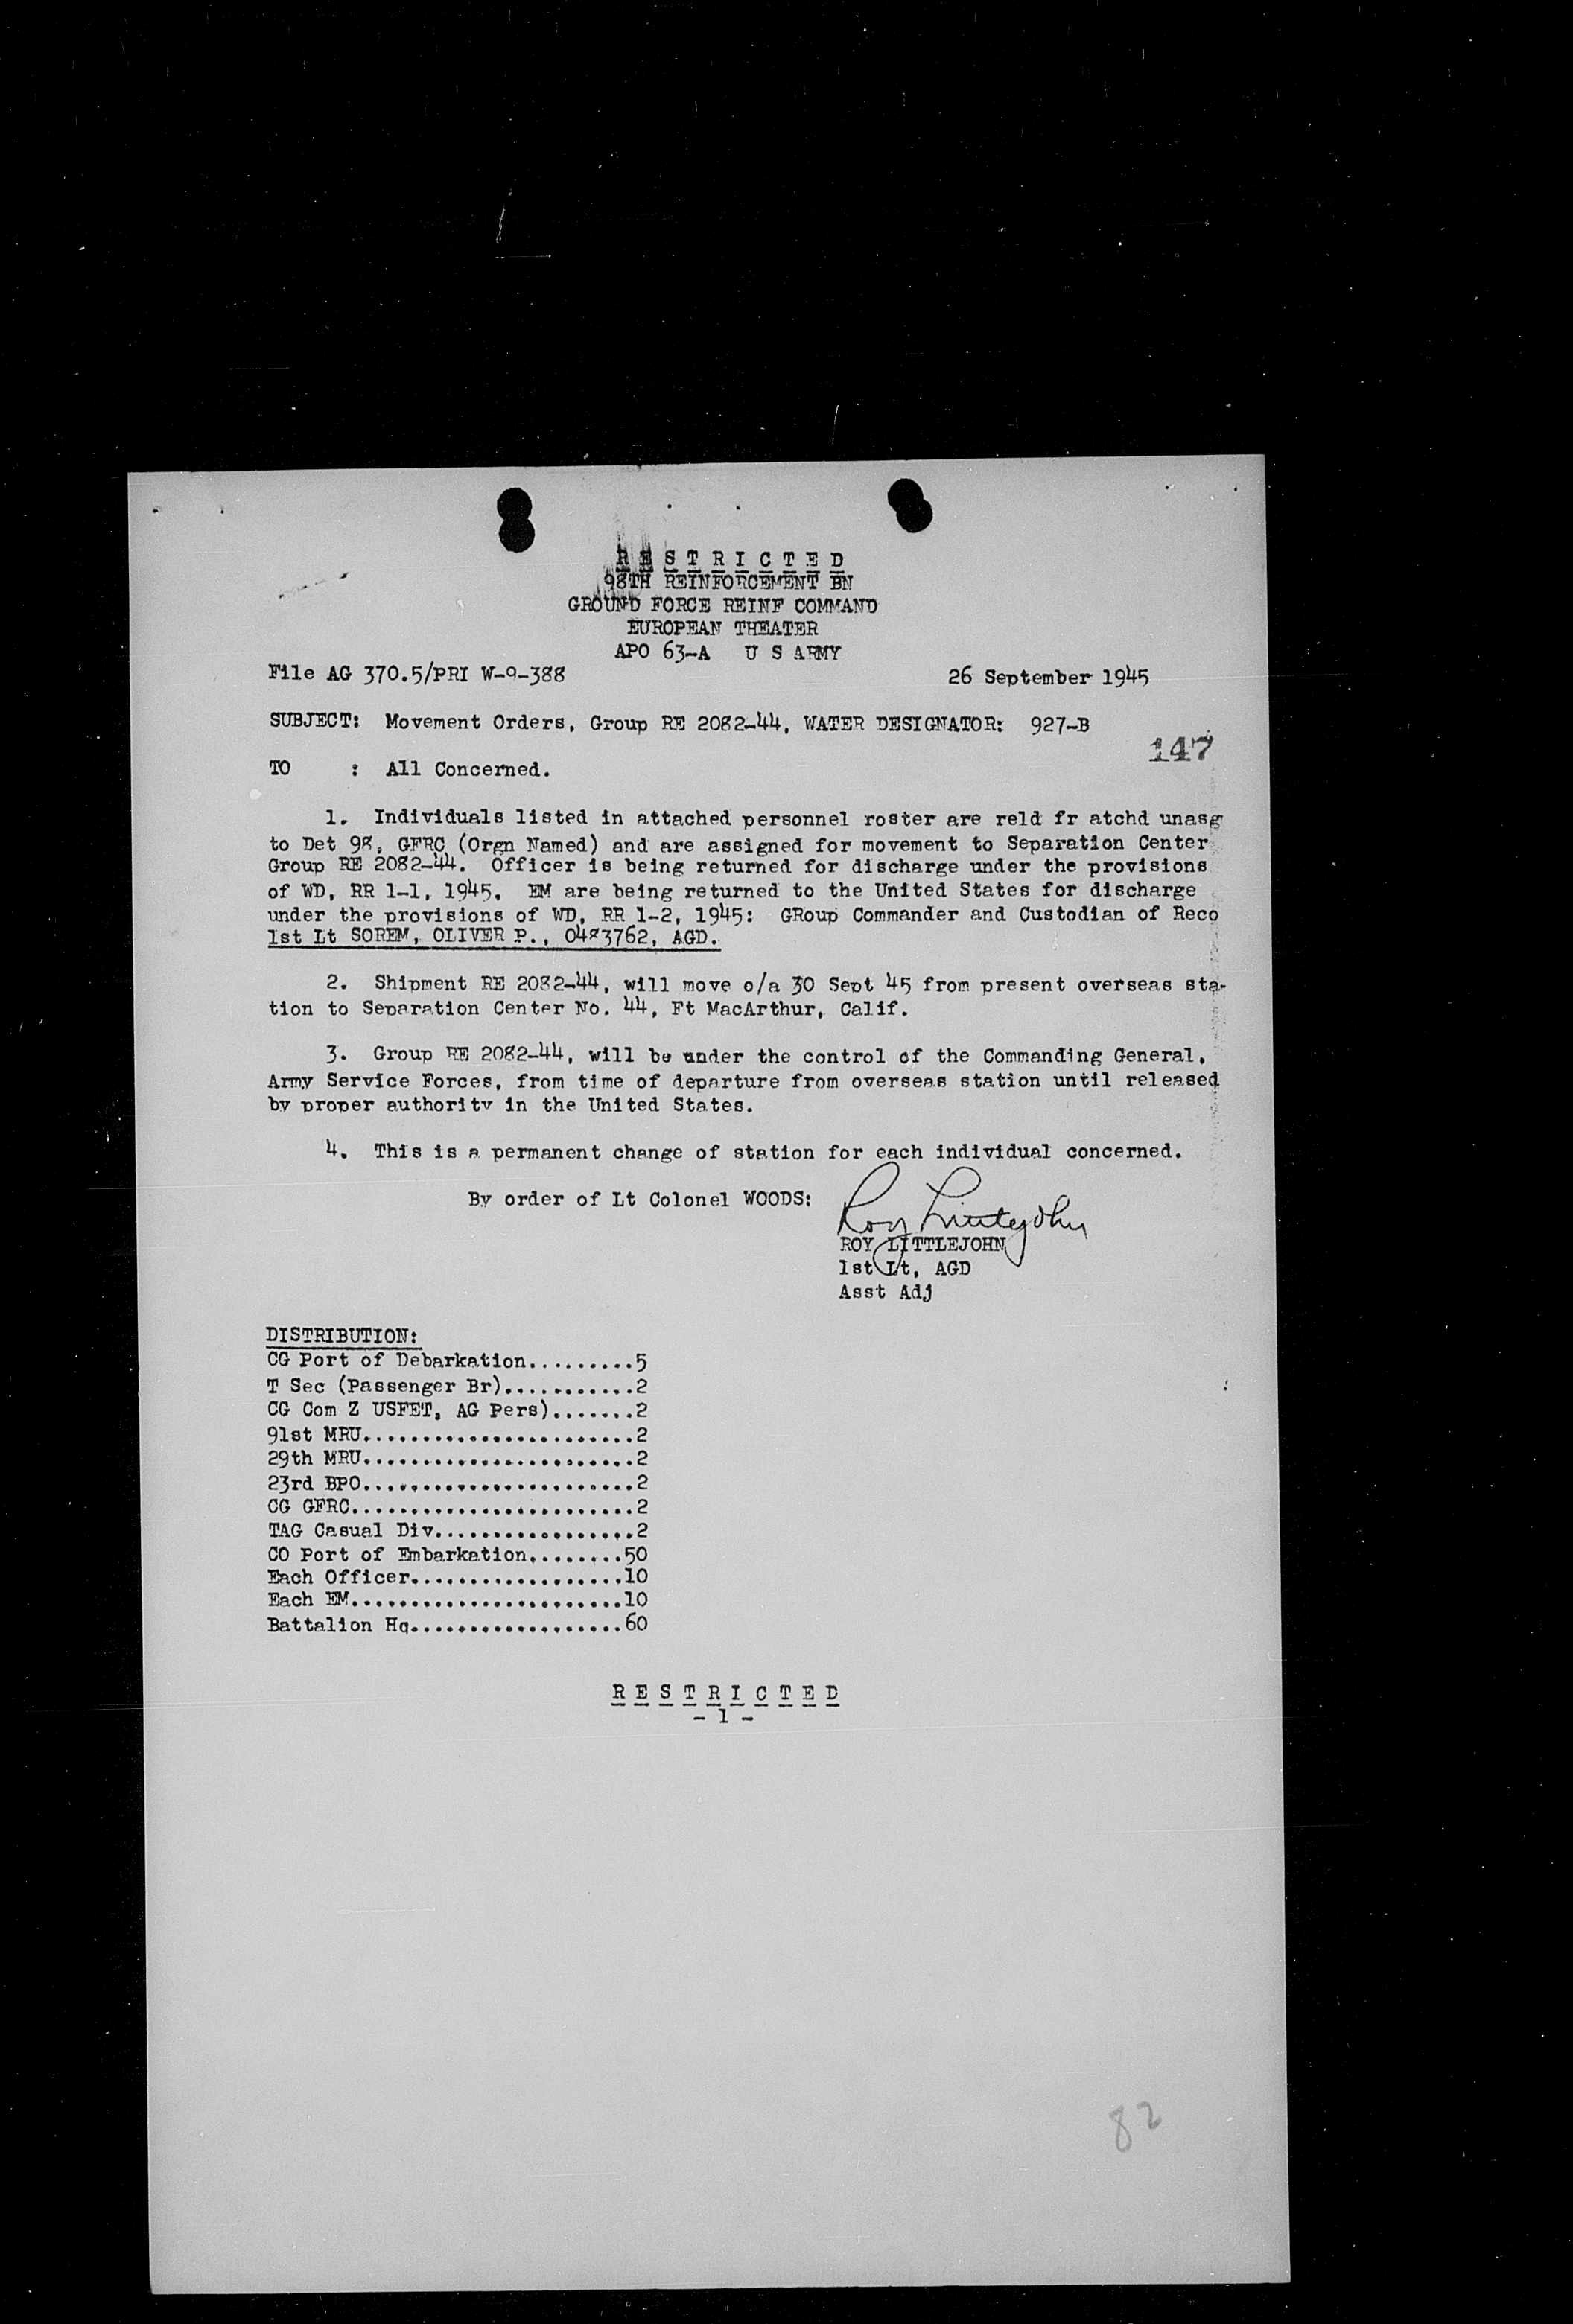 R E S T R I C T E D
98TH REINFORCEMENT BN
GROUND FORCE REINF COMMAND
EUROPEAN THEATER
APO 63-A U S ARMY
File AG 370.5/PRI W-9-388 26 September 1945
SUBJECT: Movement Orders, Group RE 2082-44, WATER DESIGNATOR: 927-B
147
TO : All Concerned.
1. Individuals listed in attached personnel roster are reld fr atchd unasg
to Det 98, GFRC (Orgn Named) and are assigned for movement to Separation Center
Group RE 2082-44. Officer is being returned for discharge under the provisions
of WD, RR 1-1, 1945. EM are being returned to the United States for discharge
under the provisions of WD, RR 1-2, 1945: GRoup Commander and Custodian of Reco
1st Lt SOREM, OLIVER P., 0483762, AGD.
2. Shipment RE 2082-44, will move o/a 30 Sept 45 from present overseas sta-
tion to Separation Center No. 44, Ft MacArthur, Calif.
3. Group RE 2082-44, will be under the control of the Commanding General,
Army Service Forces, from time of departure from overseas station until released
by proper authority in the United States.
4. This is a permanent change of station for each individual concerned.
By order of Lt Colonel WOODS:
Roy Littlejohn
ROY LITTLEJOHN
1st Lt, AGD
Asst Adj
DISTRIBUTION:
CG Port of Debarkation.........5
T Sec (Passenger Br)...........2
CG Com Z USFET, AG Pers).......2
91st MRU.......................2
29th MRU.......................2
23rd BPO.......................2
CG GFRC........................2
TAG Casual Div.................2
CO Port of Embarkation........50
Each Officer..................10
Each EM.......................10
Battalion Hq..................60
R E S T R I C T E D
- 1 -
82